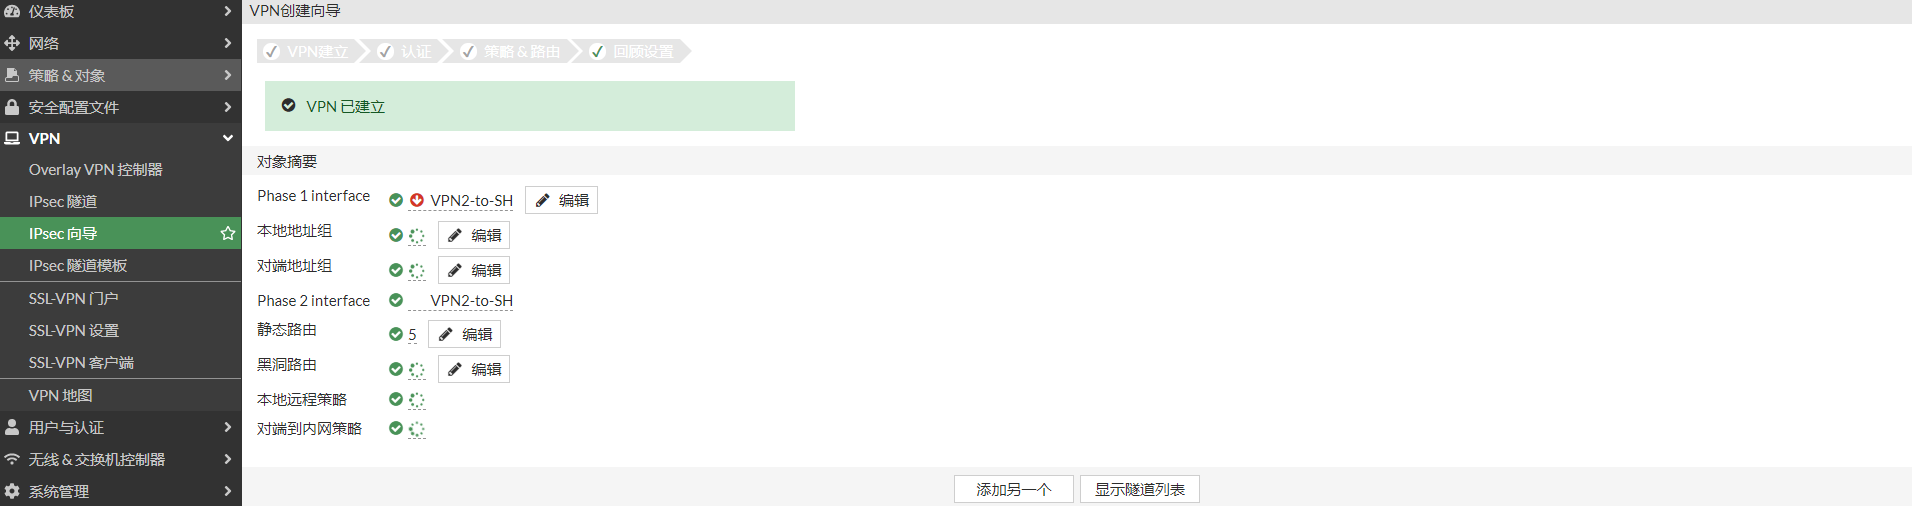 仪表板
网络
策略 & 对象
安全配置文件
VPN
Overlay VPN 控制器
IPsec 隧道
IPsec 向导
IPsec 隧道模板
SSL-VPN 门户
SSL-VPN 设置
SSL-VPN 客户端
VPN 地图
用户与认证
无线 & 交换机控制器
系统管理
VPN创建向导
VPN建立 认证 策略 & 路由 回顾设置
VPN 已建立
对象摘要
Phase 1 interface VPN2-to-SH 编辑
本地地址组 编辑
对端地址组 编辑
Phase 2 interface VPN2-to-SH
静态路由 5 编辑
黑洞路由 编辑
本地远程策略
对端到内网策略
添加另一个 显示隧道列表